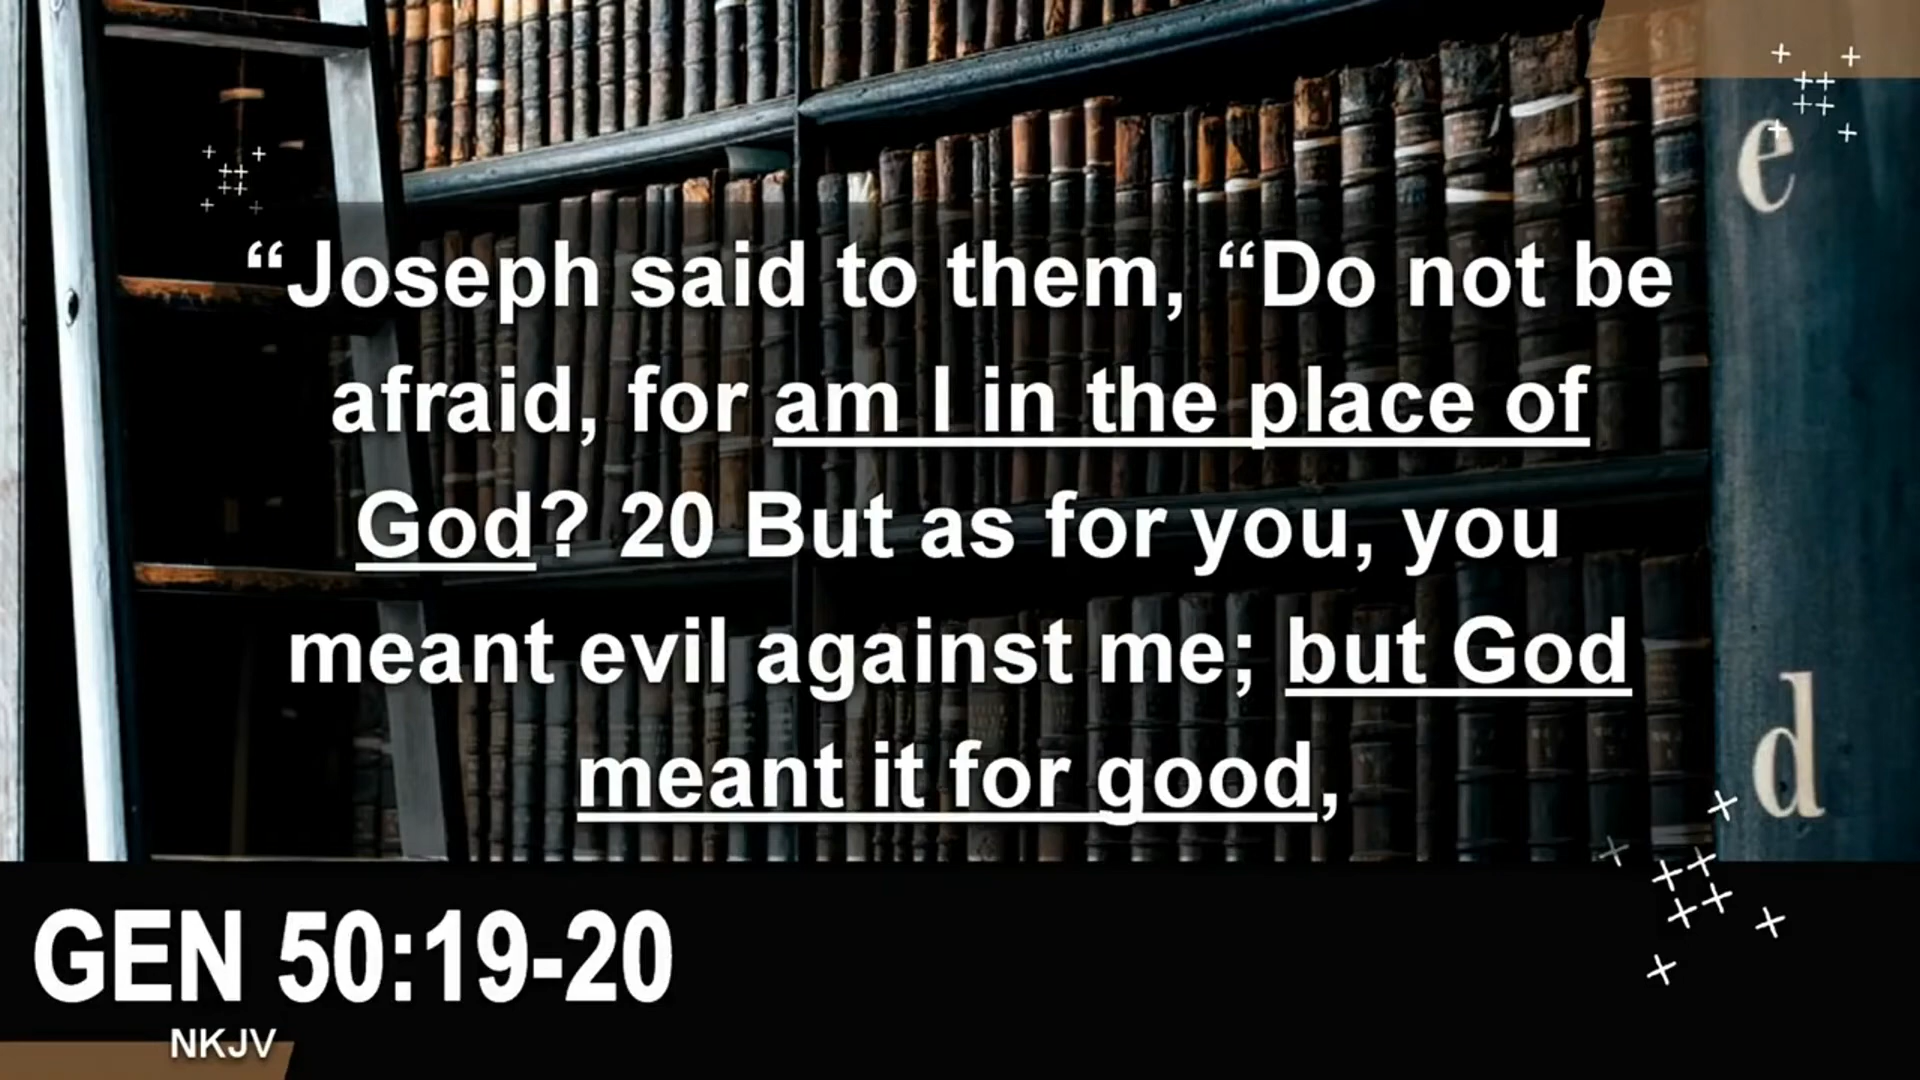 “Joseph said to them, “Do not be
afraid, for am I in the place of
God? 20 But as for you, you
meant evil against me; but God
meant it for good,
GEN 50:19-20
NKJV
e
d